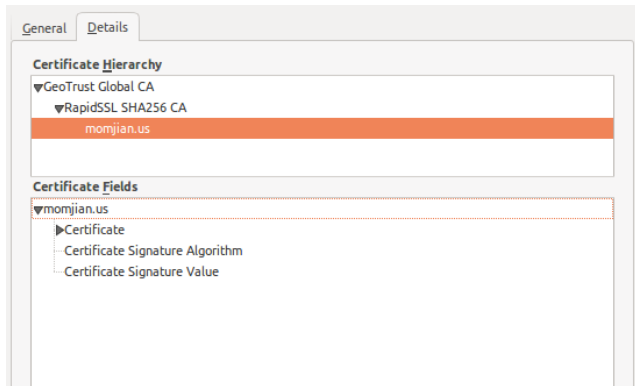 General Details
Certificate Hierarchy
GeoTrust Global CA
RapidSSL SHA256 CA
momjian.us
Certificate Fields
momjian.us
Certificate
Certificate Signature Algorithm
Certificate Signature Value